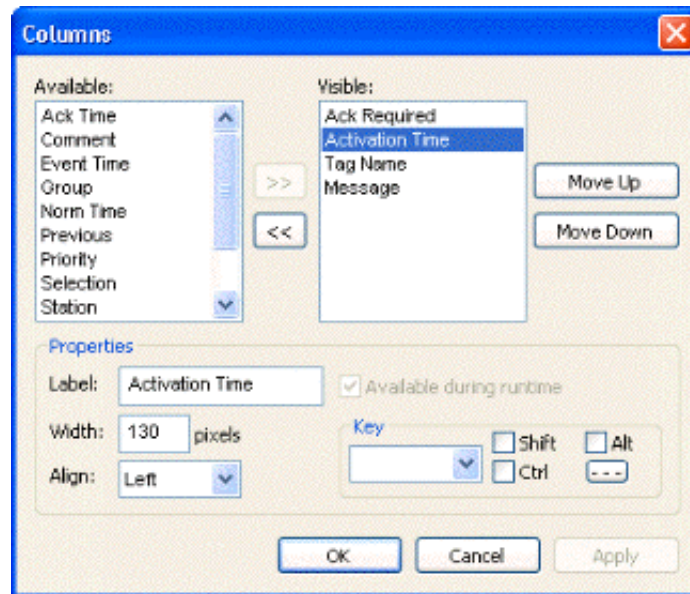 Columns
Available:
Visible:
Ack Time
Comment
Event Time
Group
Norm Time
Previous
Priority
Selection
Station
>>
<<
Ack Required
Activation Time
Tag Name
Message
Move Up
Move Down
Properties
Label: Activation Time
Available during runtime
Width: 130 pixels
Align: Left
Key
Shift
Alt
Ctrl
---
OK
Cancel
Apply